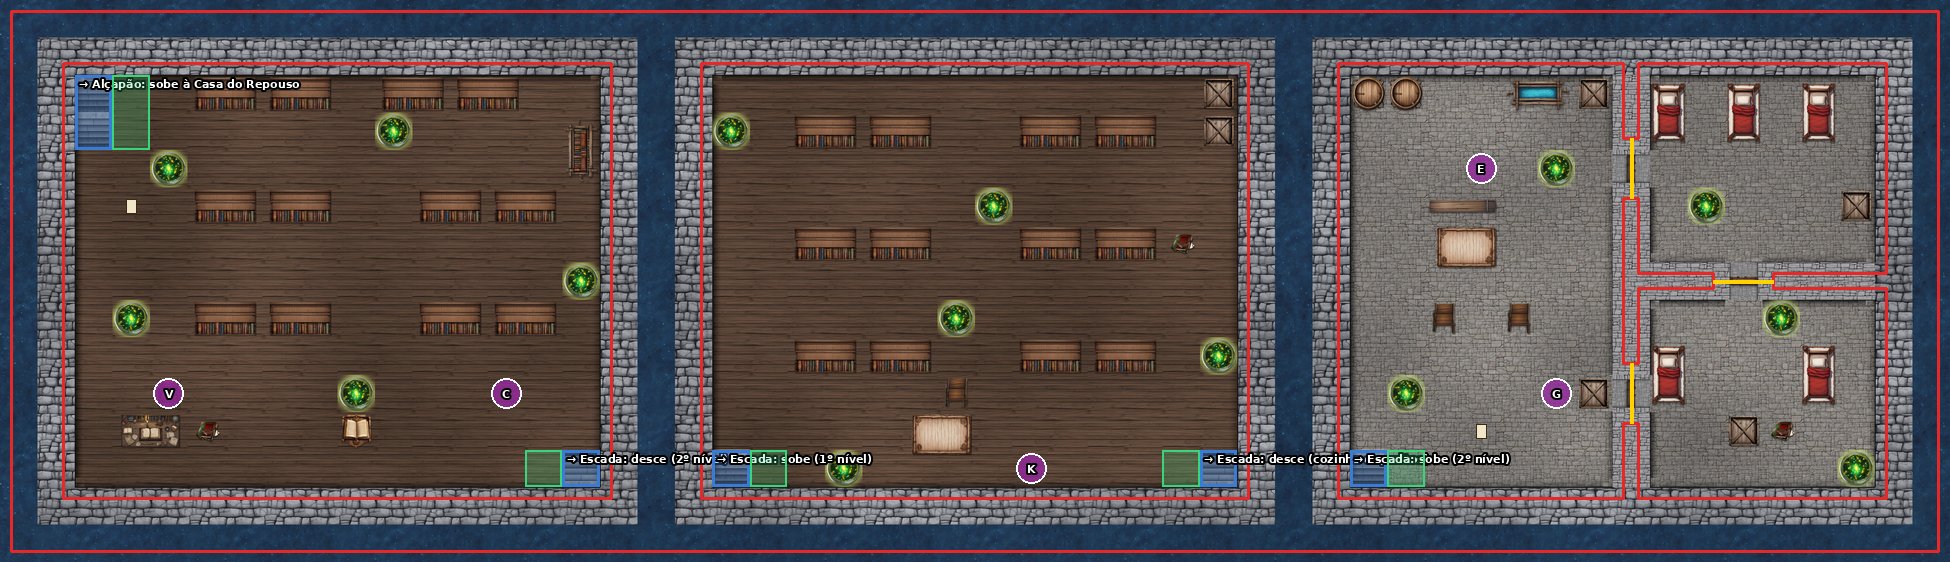 → Alçapão: sobe à Casa do Repouso
E
V
C
G
→ Escada: desce (2º nív
→ Escada: sobe (1º nível)
K
→ Escada: desce (cozinh
→ Escada: sobe (2º nível)